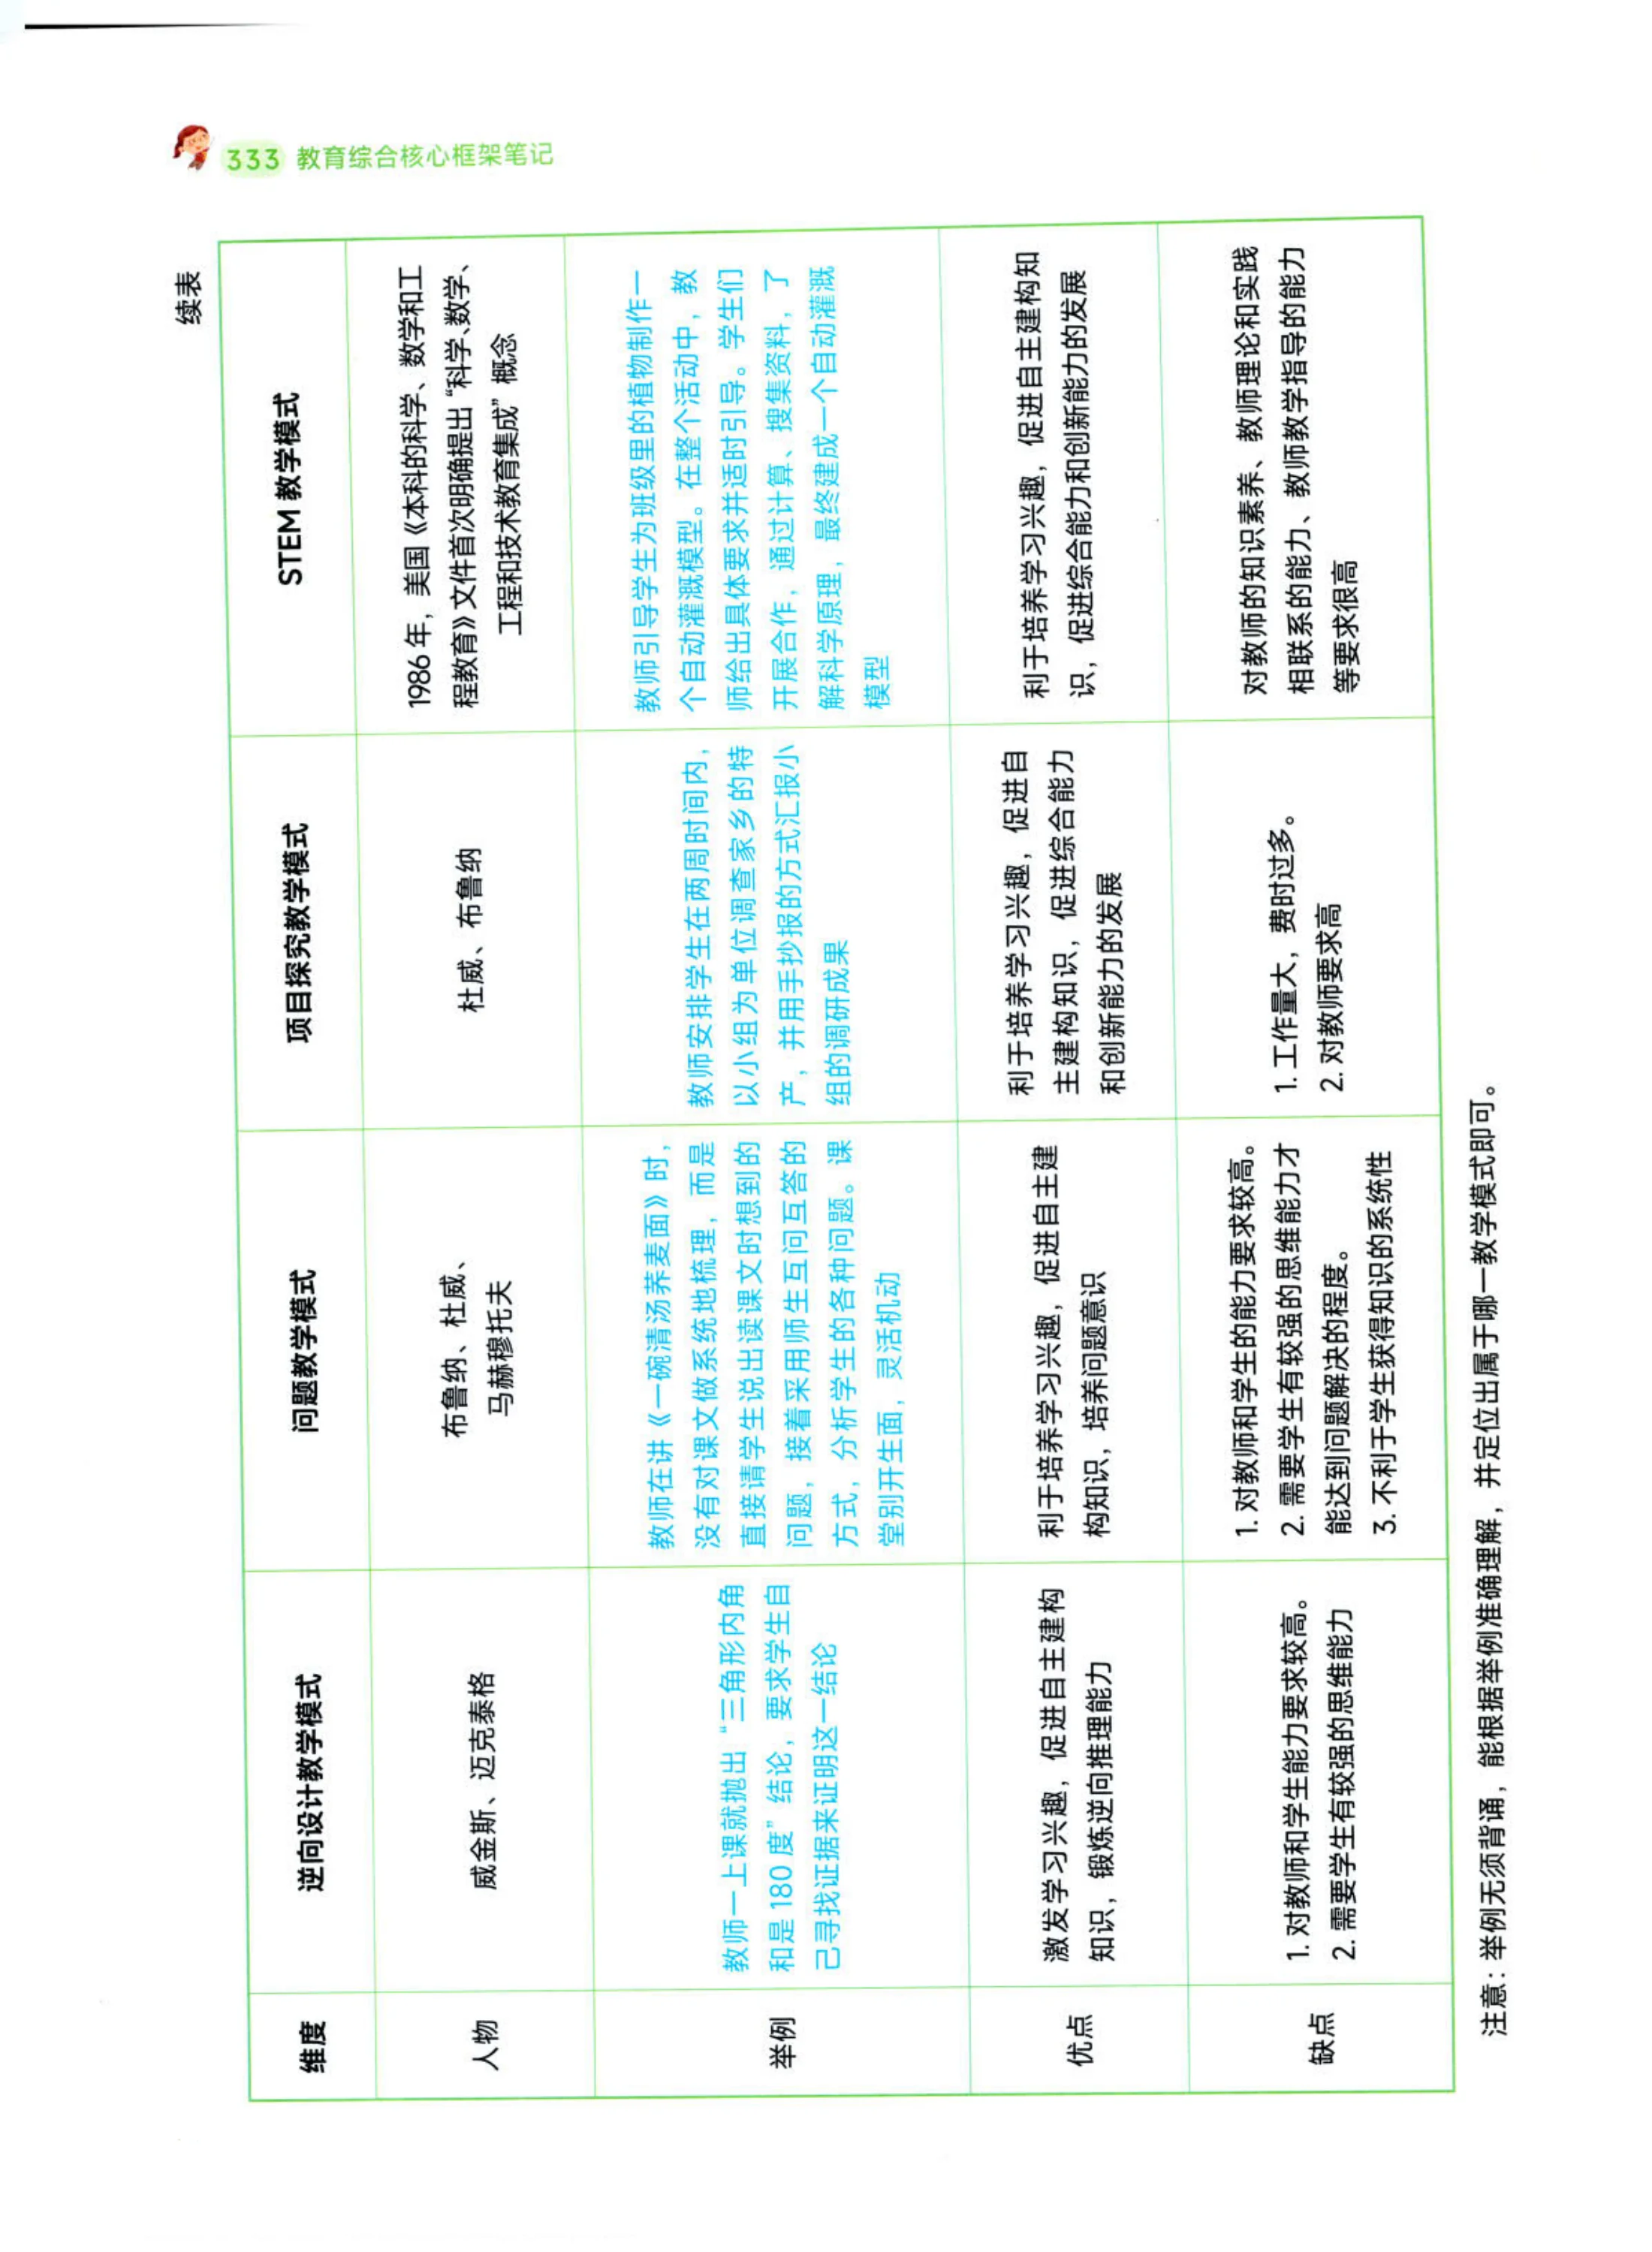 333 教育综合核心框架笔记
续表
维度
逆向设计教学模式
问题教学模式
项目探究教学模式
STEM 教学模式
人物
威金斯、迈克泰格
布鲁纳、杜威、
马赫穆托夫
杜威、布鲁纳
1986 年，美国《本科的科学、数学和工
程教育》文件首次明确提出“科学、数学、
工程和技术教育集成”概念
举例
教师一上课就抛出“三角形内角
和是 180 度”结论，要求学生自
己寻找证据来证明这一结论
教师在讲《一碗清汤荞麦面》时，
没有对课文做系统地梳理，而是
直接请学生说出读课文时想到的
问题，接着采用师生互问互答的
方式，分析学生的各种问题。课
堂别开生面，灵活机动
教师安排学生在两周时间内，
以小组为单位调查家乡的特
产，并用手抄报的方式汇报小
组的调研成果
教师引导学生为班级里的植物制作一
个自动灌溉模型。在整个活动中，教
师给出具体要求并适时引导。学生们
开展合作，通过计算、搜集资料，了
解科学原理，最终建成一个自动灌溉
模型
优点
激发学习兴趣，促进自主建构
知识，锻炼逆向推理能力
利于培养学习兴趣，促进自主建
构知识，培养问题意识
利于培养学习兴趣，促进自
主建构知识，促进综合能力
和创新能力的发展
利于培养学习兴趣，促进自主建构知
识，促进综合能力和创新能力的发展
缺点
1. 对教师和学生能力要求较高。
2. 需要学生有较强的思维能力
1. 对教师和学生的能力要求较高。
2. 需要学生有较强的思维能力才
能达到问题解决的程度。
3. 不利于学生获得知识的系统性
1. 工作量大，费时过多。
2. 对教师要求高
对教师的知识素养、教师理论和实践
相联系的能力、教师教学指导的能力
等要求很高
注意：举例无须背诵，能根据举例准确理解，并定位出属于哪一教学模式即可。